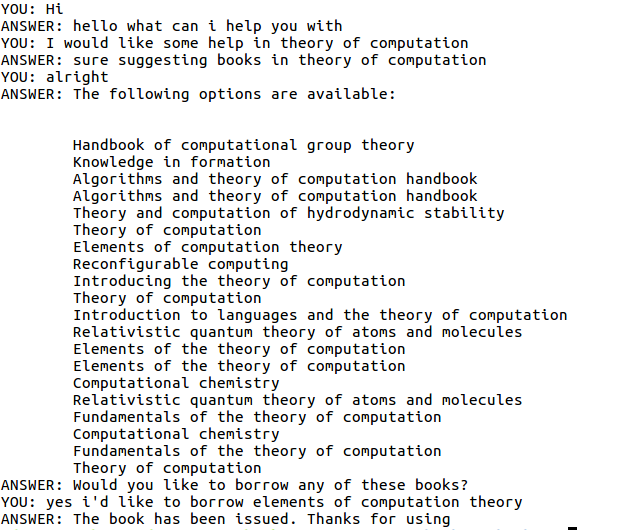 YOU: Hi
ANSWER: hello what can i help you with
YOU: I would like some help in theory of computation
ANSWER: sure suggesting books in theory of computation
YOU: alright
ANSWER: The following options are available:
Handbook of computational group theory
Knowledge in formation
Algorithms and theory of computation handbook
Algorithms and theory of computation handbook
Theory and computation of hydrodynamic stability
Theory of computation
Elements of computation theory
Reconfigurable computing
Introducing the theory of computation
Theory of computation
Introduction to languages and the theory of computation
Relativistic quantum theory of atoms and molecules
Elements of the theory of computation
Elements of the theory of computation
Computational chemistry
Relativistic quantum theory of atoms and molecules
Fundamentals of the theory of computation
Computational chemistry
Fundamentals of the theory of computation
Theory of computation
ANSWER: Would you like to borrow any of these books?
YOU: yes i'd like to borrow elements of computation theory
ANSWER: The book has been issued. Thanks for using